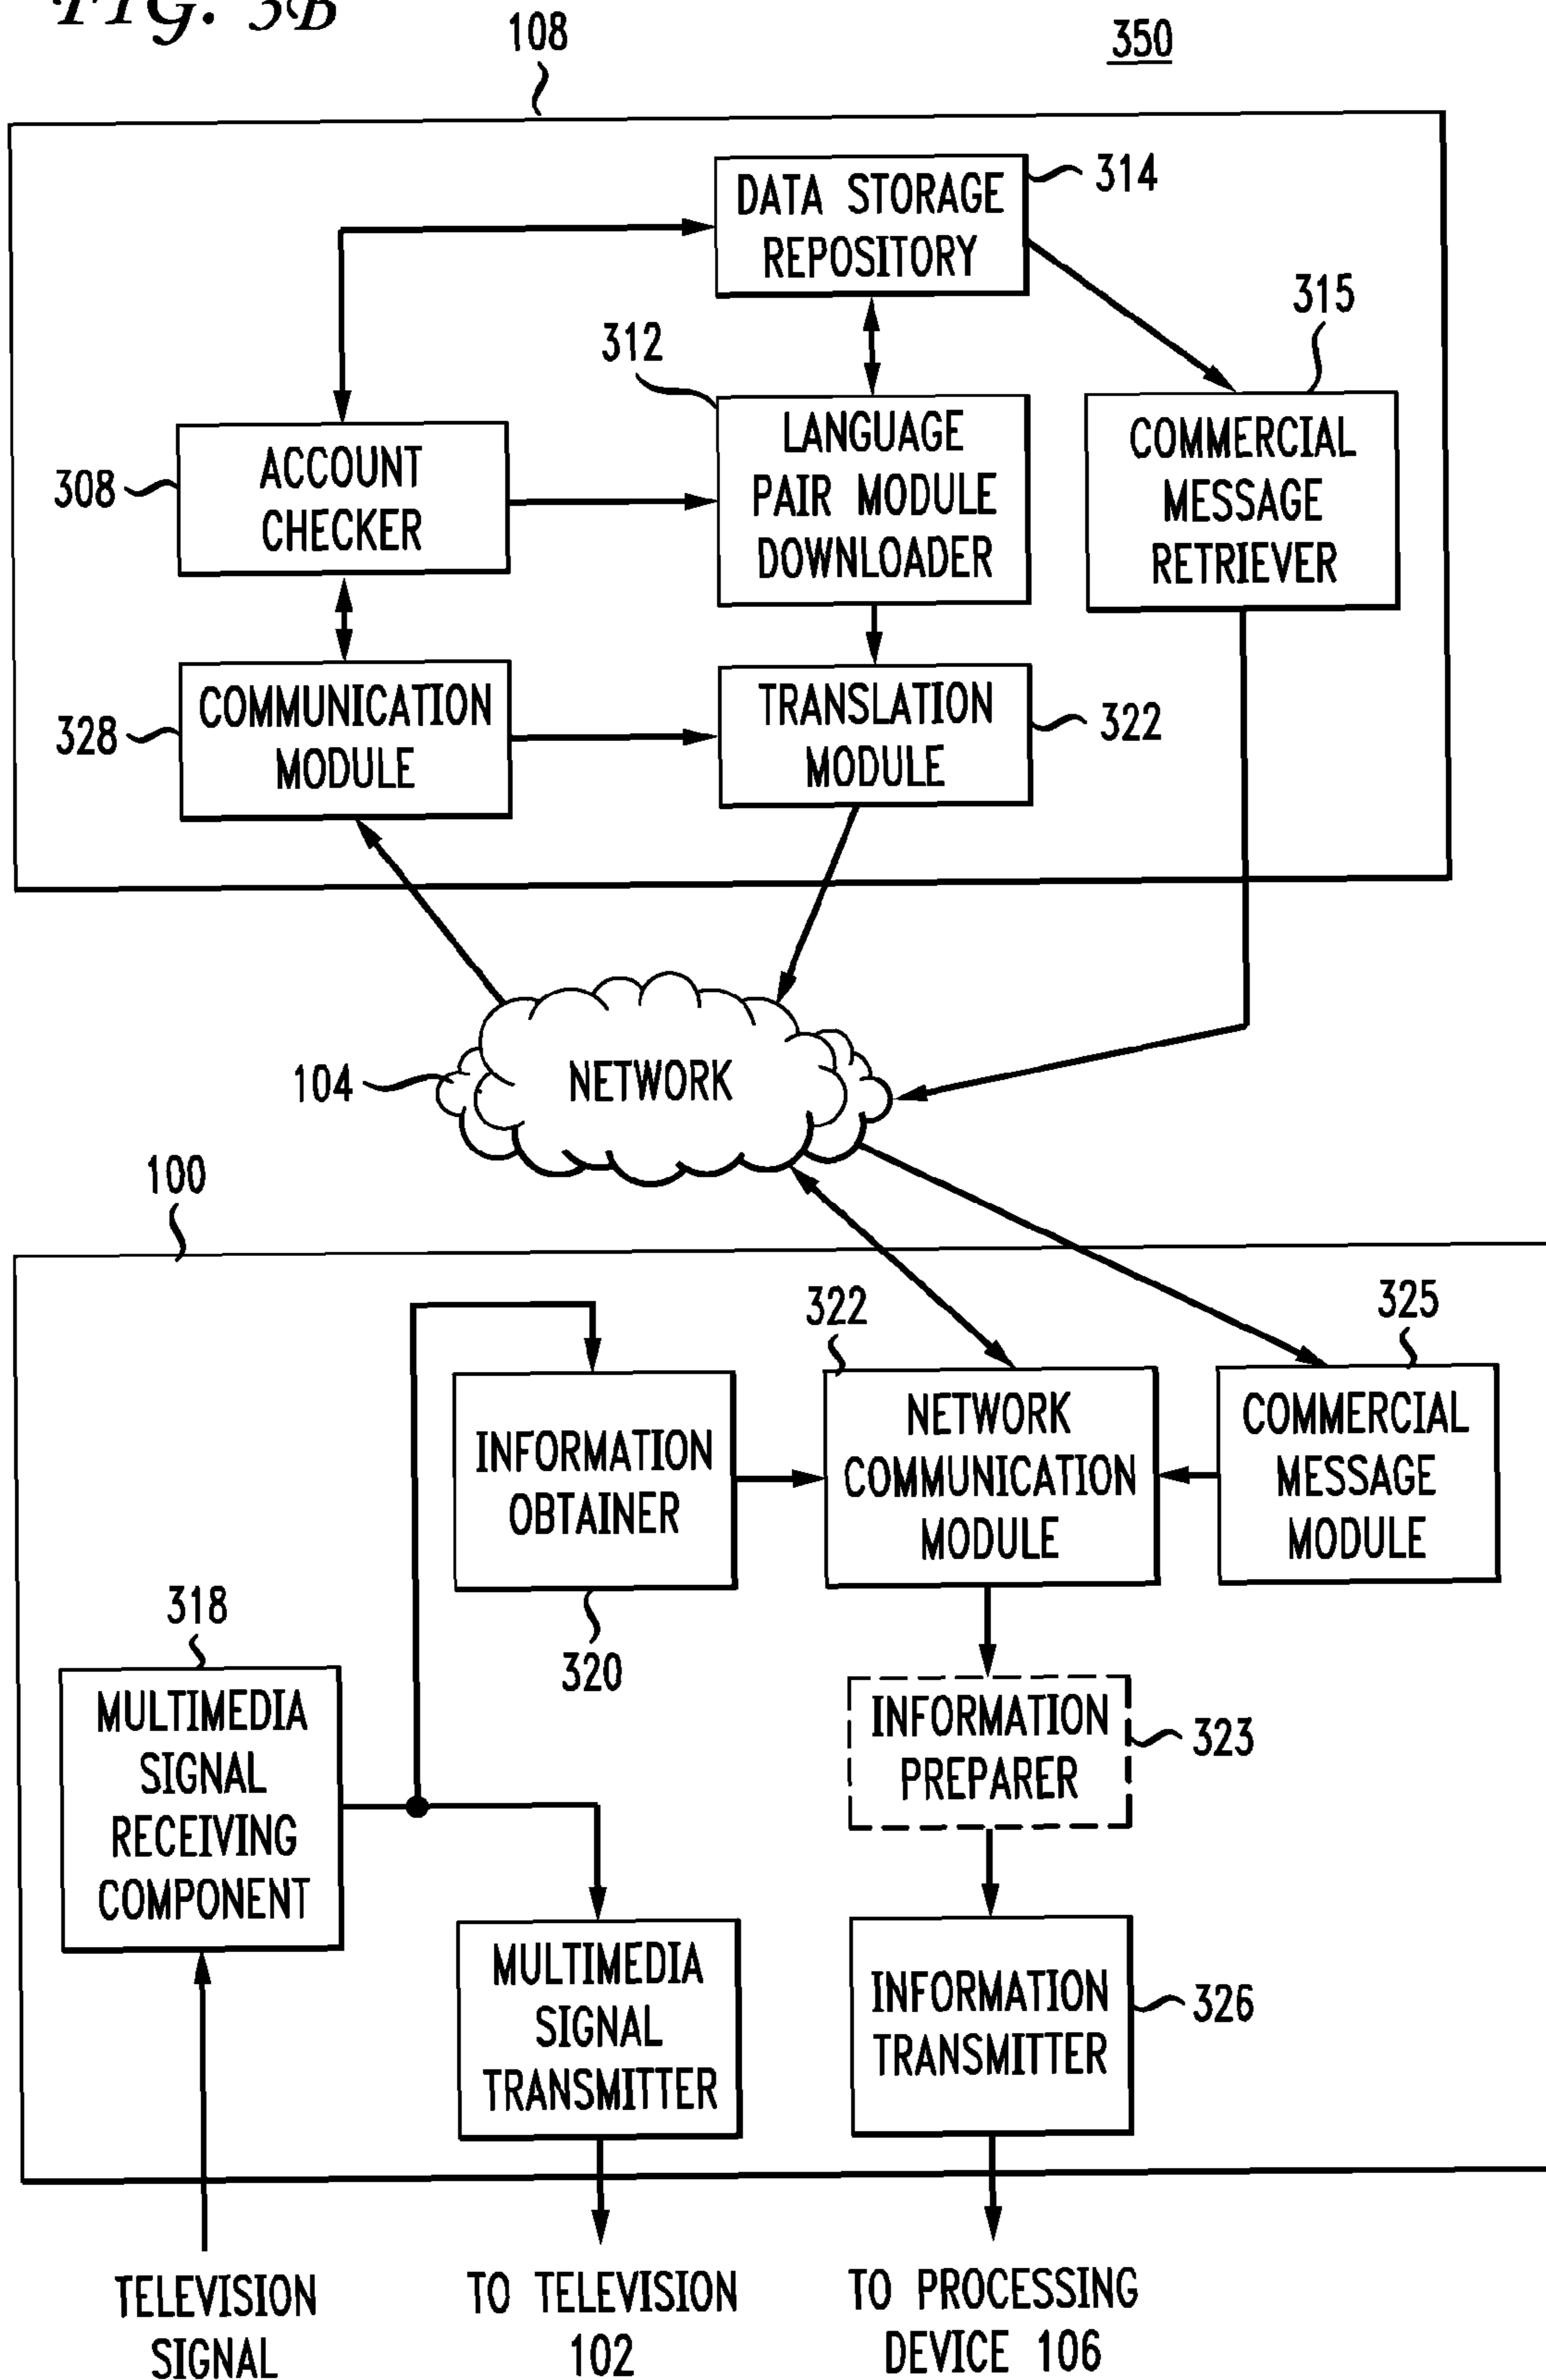 FIG. 3B
108
350
DATA STORAGE
REPOSITORY
314
315
312
ACCOUNT
CHECKER
308
LANGUAGE
PAIR MODULE
DOWNLOADER
COMMERCIAL
MESSAGE
RETRIEVER
328
COMMUNICATION
MODULE
TRANSLATION
MODULE
322
104
NETWORK
100
322
325
INFORMATION
OBTAINER
320
NETWORK
COMMUNICATION
MODULE
COMMERCIAL
MESSAGE
MODULE
318
MULTIMEDIA
SIGNAL
RECEIVING
COMPONENT
INFORMATION
PREPARER
323
MULTIMEDIA
SIGNAL
TRANSMITTER
INFORMATION
TRANSMITTER
326
TELEVISION
SIGNAL
TO TELEVISION
102
TO PROCESSING
DEVICE 106